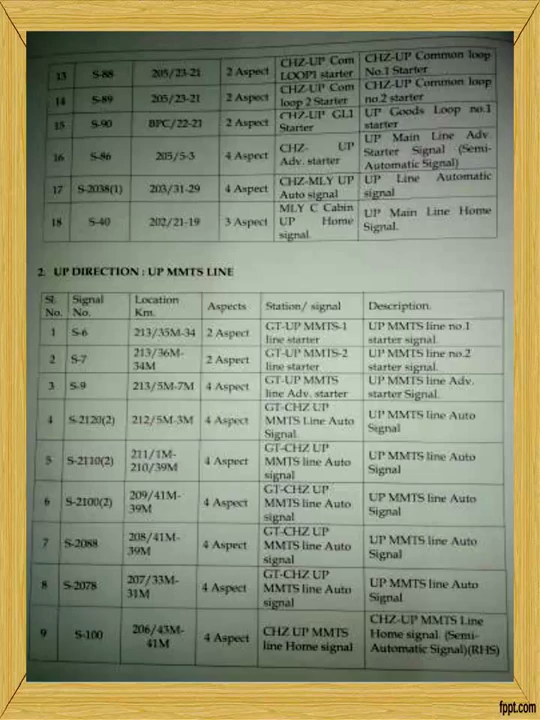 13 S-88 205/23-21 2 Aspect CHZ-UP Com LOOP1 starter CHZ-UP Common loop No.1 Starter
14 S-89 205/23-21 2 Aspect CHZ-UP Com loop 2 Starter CHZ-UP Common loop no.2 starter
15 S-90 BPC/22-21 2 Aspect CHZ-UP GL1 Starter UP Goods Loop no.1 starter
16 S-86 205/5-3 4 Aspect CHZ- UP Adv. starter UP Main Line Adv. Starter Signal (Semi-Automatic Signal)
17 S-2038(1) 203/31-29 4 Aspect CHZ-MLY UP Auto signal UP Line Automatic signal
18 S-40 202/21-19 3 Aspect MLY C Cabin UP Home signal. UP Main Line Home Signal.
2. UP DIRECTION : UP MMTS LINE
Sl. No. Signal No. Location Km. Aspects Station/ signal Description.
1 S-6 213/35M-34 2 Aspect GT-UP MMTS-1 line starter UP MMTS line no.1 starter signal.
2 S-7 213/36M-34M 2 Aspect GT-UP MMTS-2 line starter UP MMTS line no.2 starter signal.
3 S-9 213/5M-7M 4 Aspect GT-UP MMTS line Adv. starter UP MMTS line Adv. starter Signal.
4 S-2120(2) 212/5M-3M 4 Aspect GT-CHZ UP MMTS Line Auto Signal. UP MMTS line Auto Signal
5 S-2110(2) 211/1M-210/39M 4 Aspect GT-CHZ UP MMTS line Auto signal UP MMTS line Auto Signal
6 S-2100(2) 209/41M-39M 4 Aspect GT-CHZ UP MMTS line Auto signal UP MMTS line Auto Signal
7 S-2088 208/41M-39M 4 Aspect GT-CHZ UP MMTS line Auto signal UP MMTS line Auto Signal
8 S-2078 207/33M-31M 4 Aspect GT-CHZ UP MMTS line Auto signal UP MMTS line Auto Signal
9 S-100 206/43M-41M 4 Aspect CHZ UP MMTS line Home signal CHZ-UP MMTS Line Home signal. (Semi-Automatic Signal)(RHS)
fppt.com